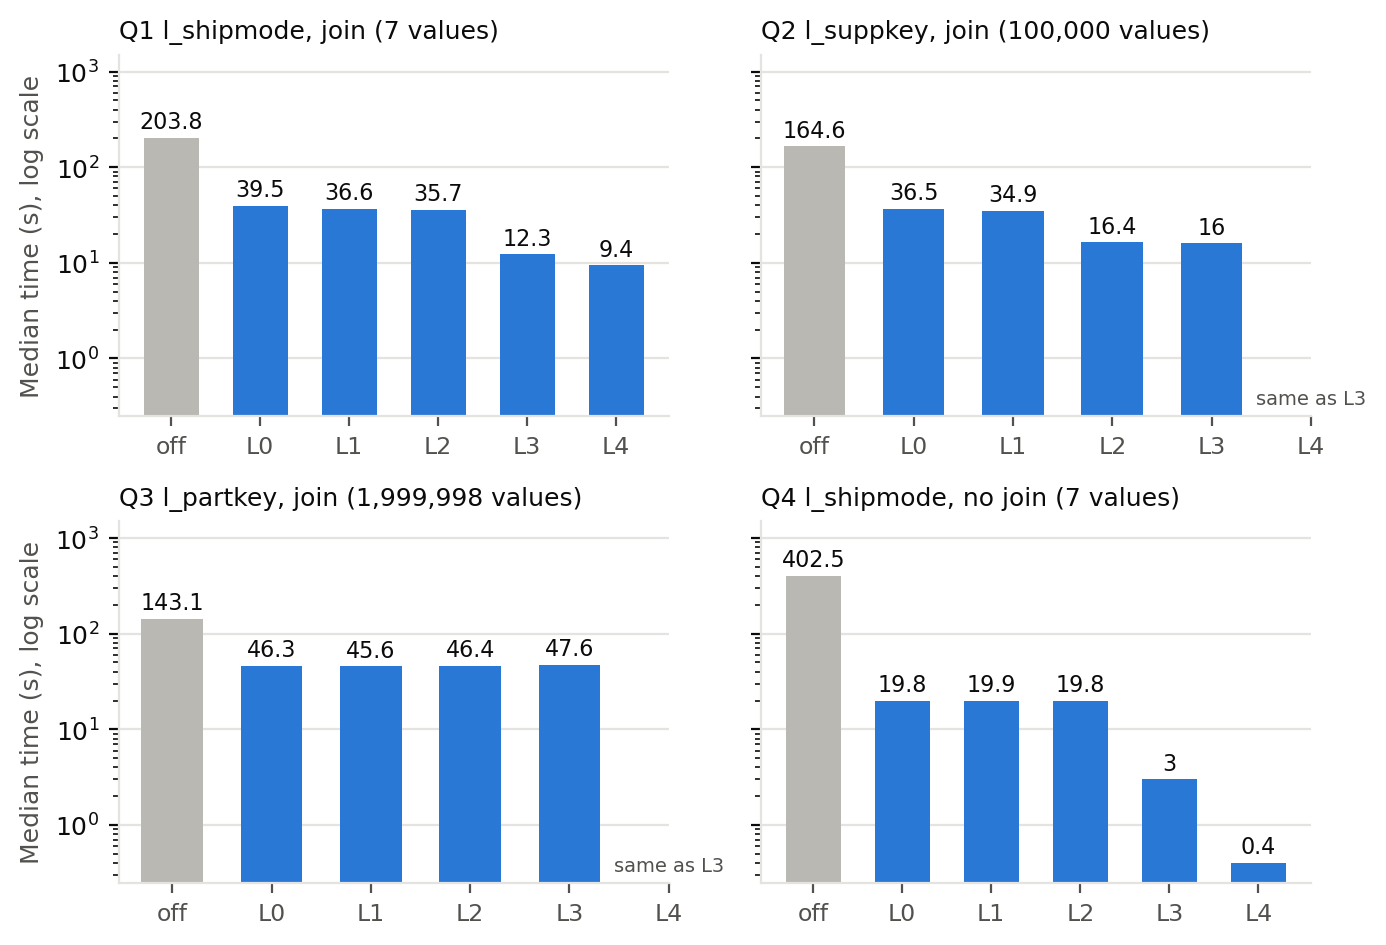 Q1 l_shipmode, join (7 values)
Median time (s), log scale
10³
10²
10¹
10⁰
203.8
39.5
36.6
35.7
12.3
9.4
off L0 L1 L2 L3 L4
Q2 l_suppkey, join (100,000 values)
164.6
36.5
34.9
16.4
16
same as L3
off L0 L1 L2 L3 L4
Q3 l_partkey, join (1,999,998 values)
Median time (s), log scale
10³
10²
10¹
10⁰
143.1
46.3
45.6
46.4
47.6
same as L3
off L0 L1 L2 L3 L4
Q4 l_shipmode, no join (7 values)
402.5
19.8
19.9
19.8
3
0.4
off L0 L1 L2 L3 L4